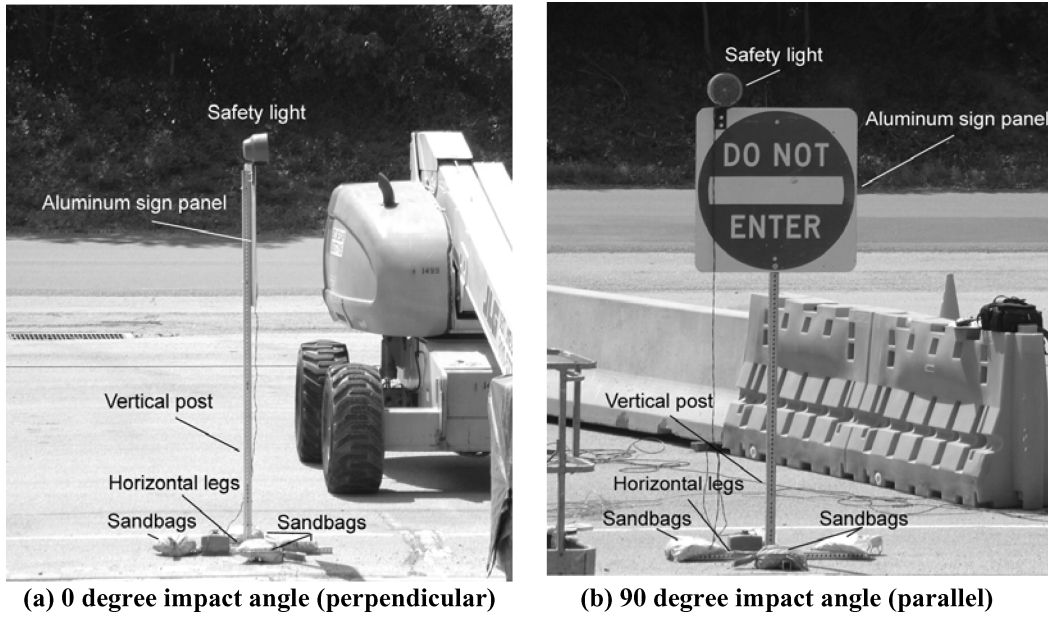 Safety light
Aluminum sign panel
Vertical post
Horizontal legs
Sandbags
Sandbags
(a) 0 degree impact angle (perpendicular)
Safety light
Aluminum sign panel
DO NOT
ENTER
Vertical post
Horizontal legs
Sandbags
Sandbags
(b) 90 degree impact angle (parallel)